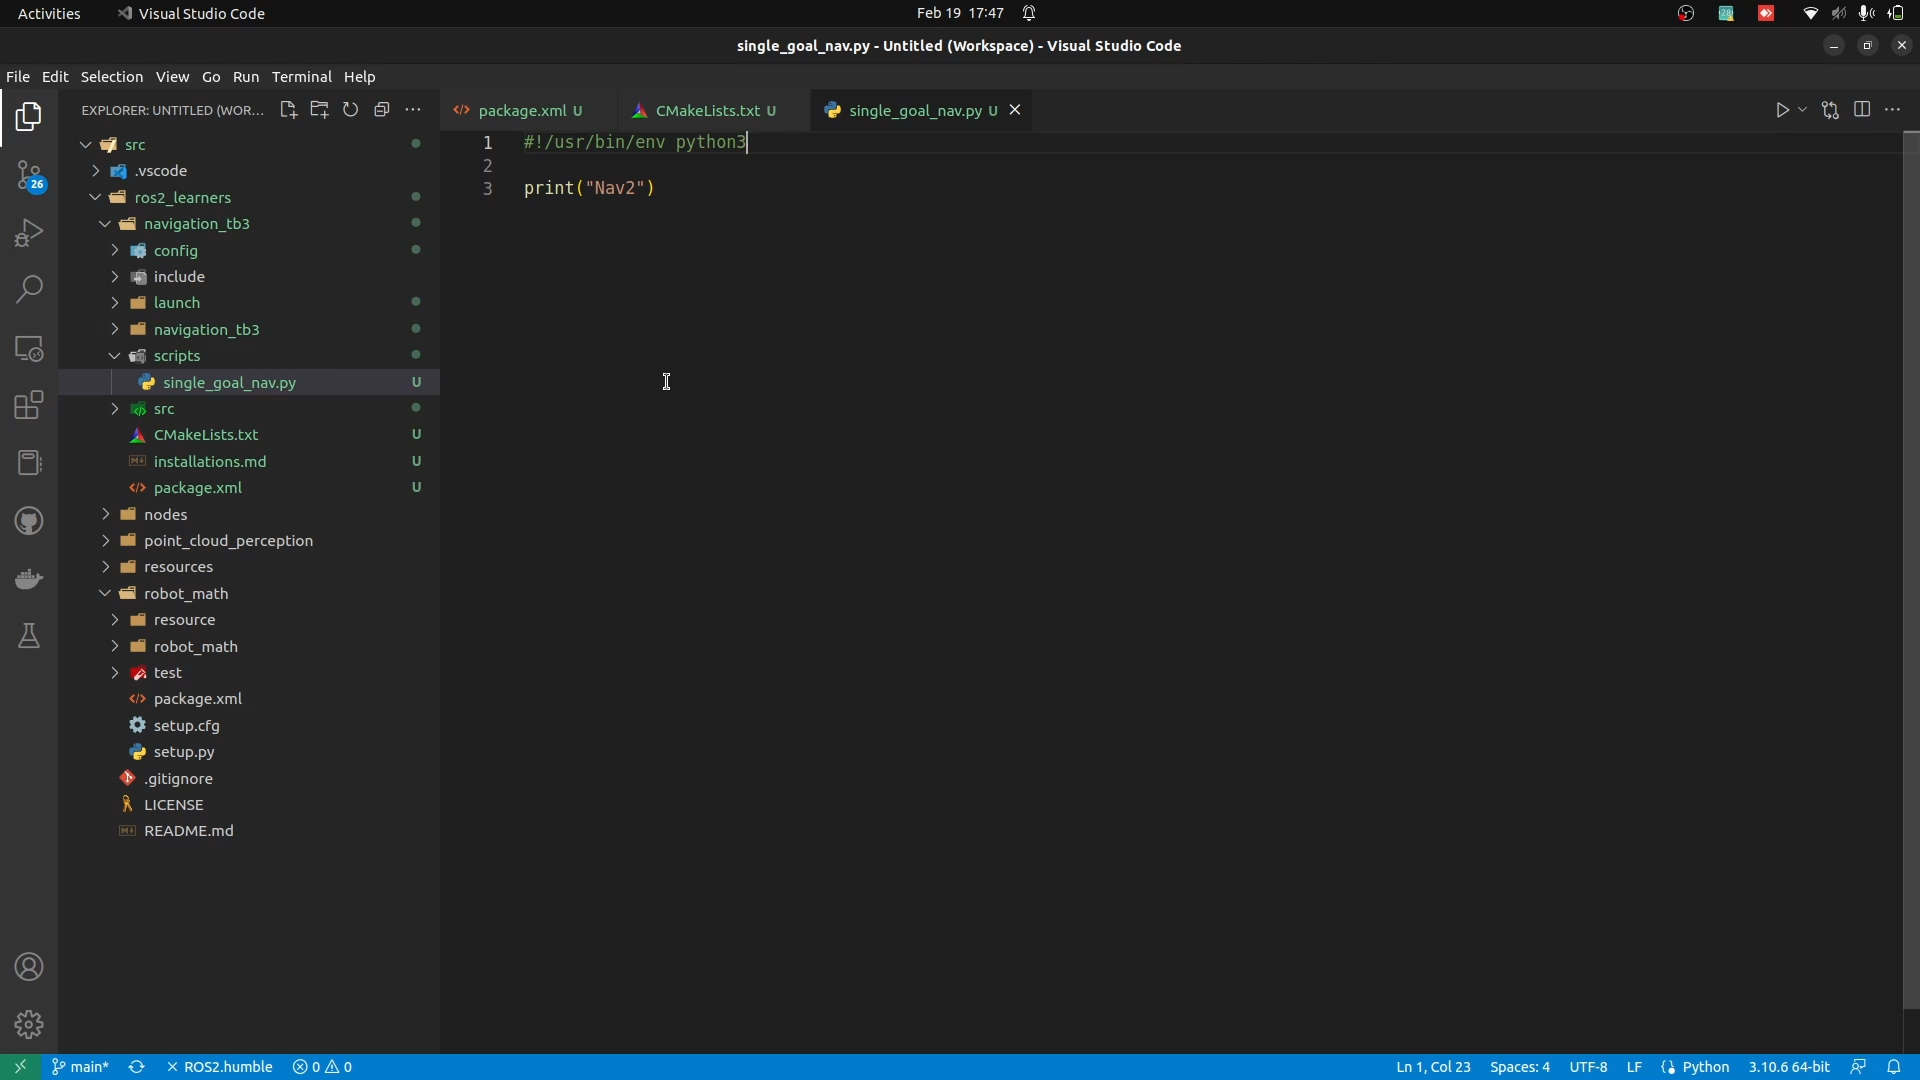 Activities
Visual Studio Code
Feb 19 17:47
single_goal_nav.py - Untitled (Workspace) - Visual Studio Code
File Edit Selection View Go Run Terminal Help
EXPLORER: UNTITLED (WOR...
package.xml U
CMakeLists.txt U
single_goal_nav.py U
1 #!/usr/bin/env python3
2
3 print("Nav2")
src
.vscode
26
ros2_learners
navigation_tb3
config
include
launch
navigation_tb3
scripts
single_goal_nav.py U
src
CMakeLists.txt U
installations.md U
package.xml U
nodes
point_cloud_perception
resources
robot_math
resource
robot_math
test
package.xml
setup.cfg
setup.py
.gitignore
LICENSE
README.md
main* ROS2.humble 0 0 Ln 1, Col 23 Spaces: 4 UTF-8 LF Python 3.10.6 64-bit